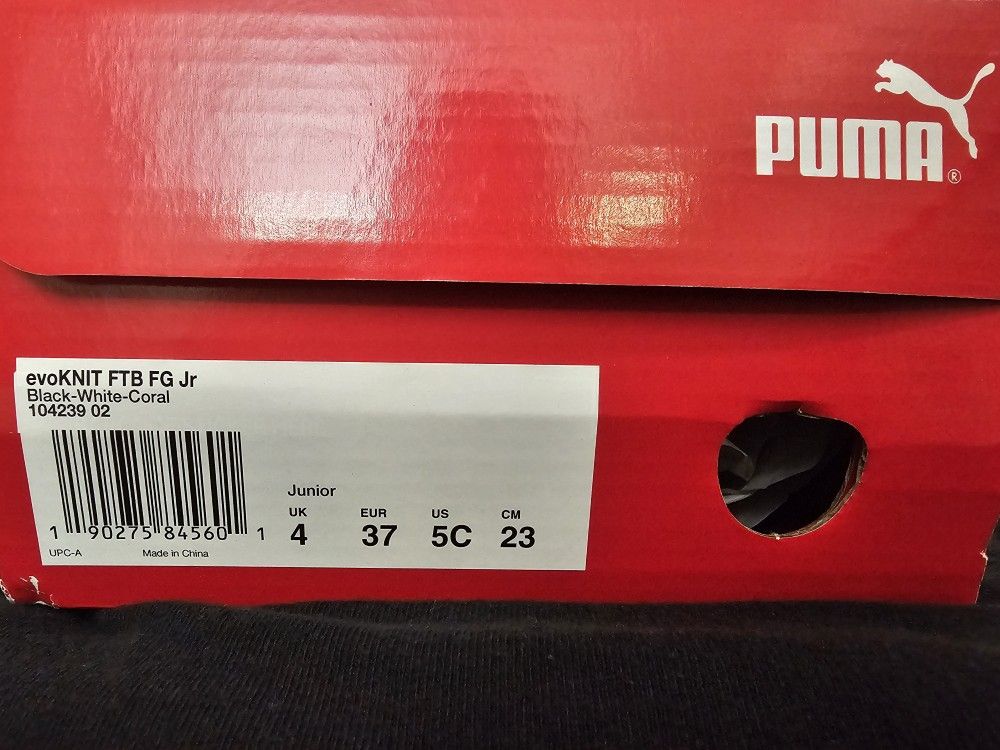 PUMA®
evoKNIT FTB FG Jr
Black-White-Coral
104239 02
Junior
UK EUR US CM
4 37 5C 23
1 90275 84560 1
UPC-A Made in China